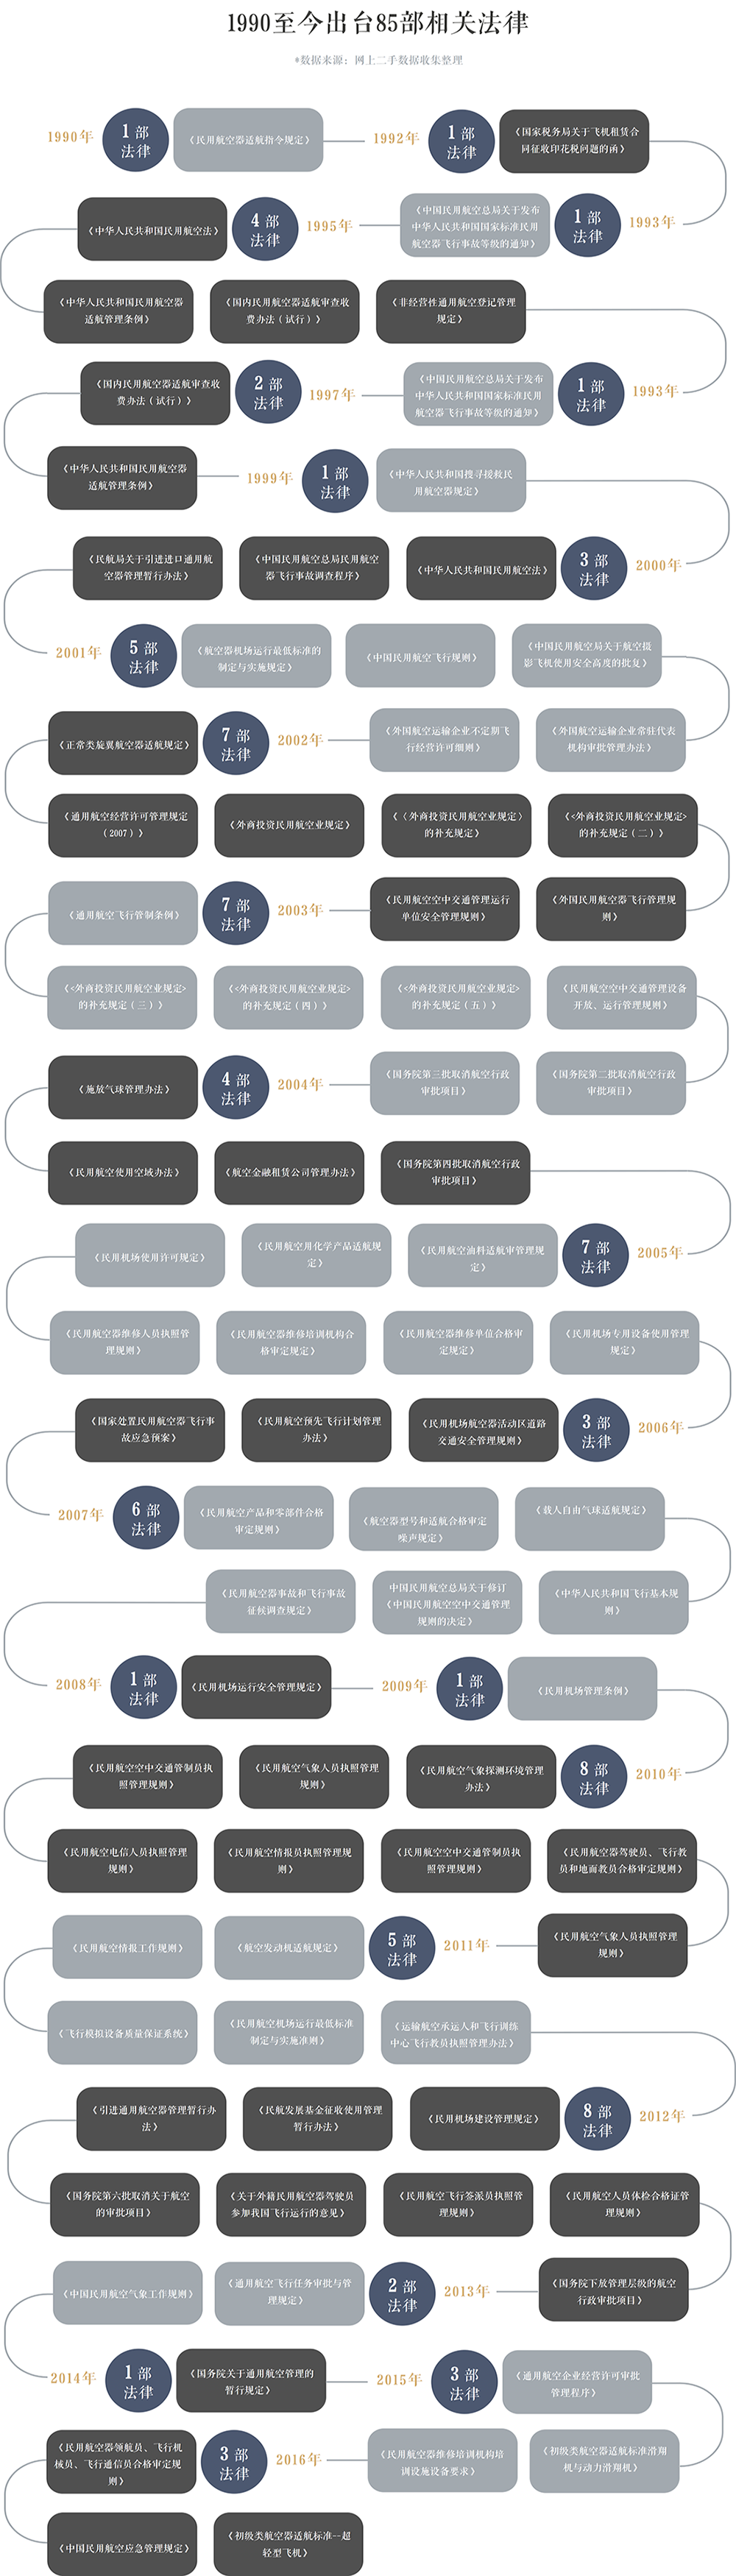 1990至今出台85部相关法律
*数据来源：网上二手数据收集整理
1990年
1 部
法律
《民用航空器适航指令规定》
1992年
1 部
法律
《国家税务局关于飞机租赁合
同征收印花税问题的函》
1993年
1 部
法律
《中国民用航空总局关于发布
中华人民共和国国家标准民用
航空器飞行事故等级的通知》
1995年
4 部
法律
《中华人民共和国民用航空法》
《中华人民共和国民用航空器
适航管理条例》
《国内民用航空器适航审查收
费办法（试行）》
《非经营性通用航空登记管理
规定》
1993年
1 部
法律
《中国民用航空总局关于发布
中华人民共和国国家标准民用
航空器飞行事故等级的通知》
1997年
2 部
法律
《国内民用航空器适航审查收
费办法（试行）》
《中华人民共和国民用航空器
适航管理条例》
1999年
1 部
法律
《中华人民共和国搜寻援救民
用航空器规定》
2000年
3 部
法律
《中华人民共和国民用航空法》
《中国民用航空总局民用航空
器飞行事故调查程序》
《民航局关于引进进口通用航
空器管理暂行办法》
2001年
5 部
法律
《航空器机场运行最低标准的
制定与实施规定》
《中国民用航空飞行规则》
《中国民用航空局关于航空摄
影飞机使用安全高度的批复》
《外国航空运输企业常驻代表
机构审批管理办法》
《外国航空运输企业不定期飞
行经营许可细则》
2002年
7 部
法律
《正常类旋翼航空器适航规定》
《通用航空经营许可管理规定
（2007）》
《外商投资民用航空业规定》
《〈外商投资民用航空业规定〉
的补充规定》
《<外商投资民用航空业规定>
的补充规定（二）》
《外国民用航空器飞行管理规
则》
《民用航空空中交通管理运行
单位安全管理规则》
2003年
7 部
法律
《通用航空飞行管制条例》
《<外商投资民用航空业规定>
的补充规定（三）》
《<外商投资民用航空业规定>
的补充规定（四）》
《<外商投资民用航空业规定>
的补充规定（五）》
《民用航空空中交通管理设备
开放、运行管理规则》
《国务院第二批取消航空行政
审批项目》
《国务院第三批取消航空行政
审批项目》
2004年
4 部
法律
《施放气球管理办法》
《民用航空使用空域办法》
《航空金融租赁公司管理办法》
《国务院第四批取消航空行政
审批项目》
2005年
7 部
法律
《民用航空油料适航审管理规
定》
《民用航空用化学产品适航规
定》
《民用机场使用许可规定》
《民用航空器维修人员执照管
理规则》
《民用航空器维修培训机构合
格审定规定》
《民用航空器维修单位合格审
定规定》
《民用机场专用设备使用管理
规定》
2006年
3 部
法律
《民用机场航空器活动区道路
交通安全管理规则》
《民用航空预先飞行计划管理
办法》
《国家处置民用航空器飞行事
故应急预案》
2007年
6 部
法律
《民用航空产品和零部件合格
审定规则》
《航空器型号和适航合格审定
噪声规定》
《载人自由气球适航规定》
《中华人民共和国飞行基本规
则》
中国民用航空总局关于修订
《中国民用航空空中交通管理
规则的决定》
《民用航空器事故和飞行事故
征候调查规定》
2008年
1 部
法律
《民用机场运行安全管理规定》
2009年
1 部
法律
《民用机场管理条例》
2010年
8 部
法律
《民用航空气象探测环境管理
办法》
《民用航空气象人员执照管理
规则》
《民用航空空中交通管制员执
照管理规则》
《民用航空电信人员执照管理
规则》
《民用航空情报员执照管理规
则》
《民用航空空中交通管制员执
照管理规则》
《民用航空器驾驶员、飞行教
员和地面教员合格审定规则》
《民用航空气象人员执照管理
规则》
2011年
5 部
法律
《航空发动机适航规定》
《民用航空情报工作规则》
《飞行模拟设备质量保证系统》
《民用航空机场运行最低标准
制定与实施准则》
《运输航空承运人和飞行训练
中心飞行教员执照管理办法》
2012年
8 部
法律
《民用机场建设管理规定》
《民航发展基金征收使用管理
暂行办法》
《引进通用航空器管理暂行办
法》
《国务院第六批取消关于航空
的审批项目》
《关于外籍民用航空器驾驶员
参加我国飞行运行的意见》
《民用航空飞行签派员执照管
理规则》
《民用航空人员体检合格证管
理规则》
《国务院下放管理层级的航空
行政审批项目》
2013年
2 部
法律
《通用航空飞行任务审批与管
理规定》
《中国民用航空气象工作规则》
2014年
1 部
法律
《国务院关于通用航空管理的
暂行规定》
2015年
3 部
法律
《通用航空企业经营许可审批
管理程序》
《初级类航空器适航标准滑翔
机与动力滑翔机》
《民用航空器维修培训机构培
训设施设备要求》
2016年
3 部
法律
《民用航空器领航员、飞行机
械员、飞行通信员合格审定规
则》
《中国民用航空应急管理规定》
《初级类航空器适航标准--超
轻型飞机》